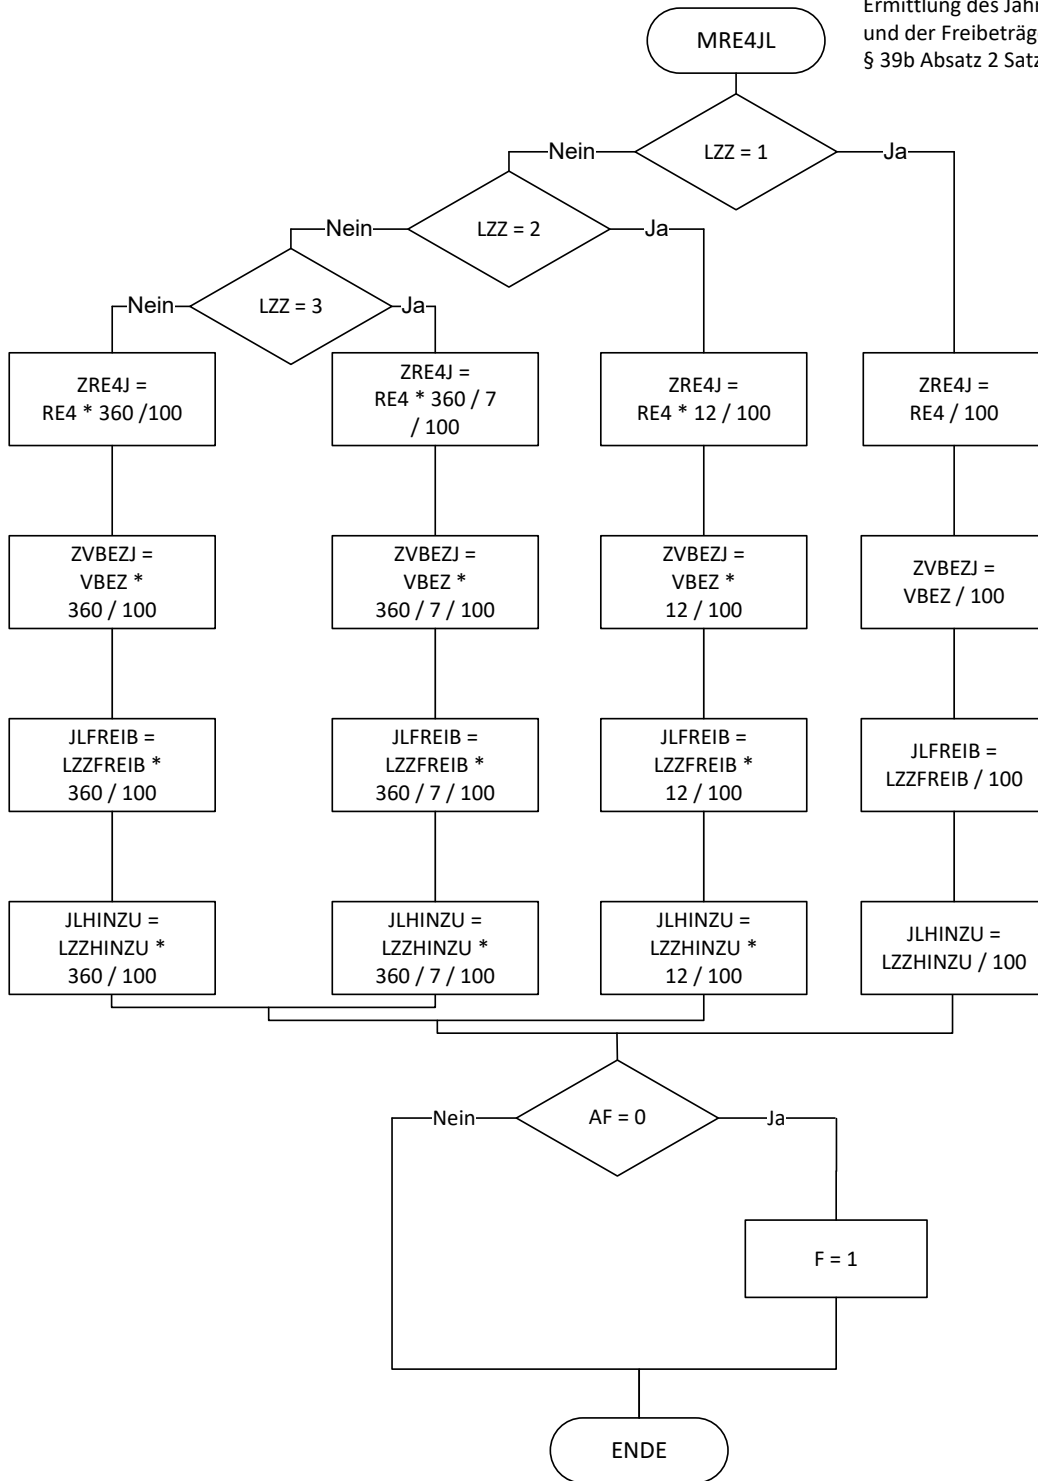 Ermittlung des
und der
§ 39b Absatz 2
MRE4JL
LZZ = 1
Nein
Ja
LZZ = 2
Nein
Ja
LZZ = 3
Nein
Ja
ZRE4J =
RE4 * 360 /100
ZRE4J =
RE4 * 360 / 7
/ 100
ZRE4J =
RE4 * 12 / 100
ZRE4J =
RE4 / 100
ZVBEZJ =
VBEZ *
360 / 100
ZVBEZJ =
VBEZ *
360 / 7 / 100
ZVBEZJ =
VBEZ *
12 / 100
ZVBEZJ =
VBEZ / 100
JLFREIB =
LZZFREIB *
360 / 100
JLFREIB =
LZZFREIB *
360 / 7 / 100
JLFREIB =
LZZFREIB *
12 / 100
JLFREIB =
LZZFREIB / 100
JLHINZU =
LZZHINZU *
360 / 100
JLHINZU =
LZZHINZU *
360 / 7 / 100
JLHINZU =
LZZHINZU *
12 / 100
JLHINZU =
LZZHINZU / 100
AF = 0
Nein
Ja
F = 1
ENDE